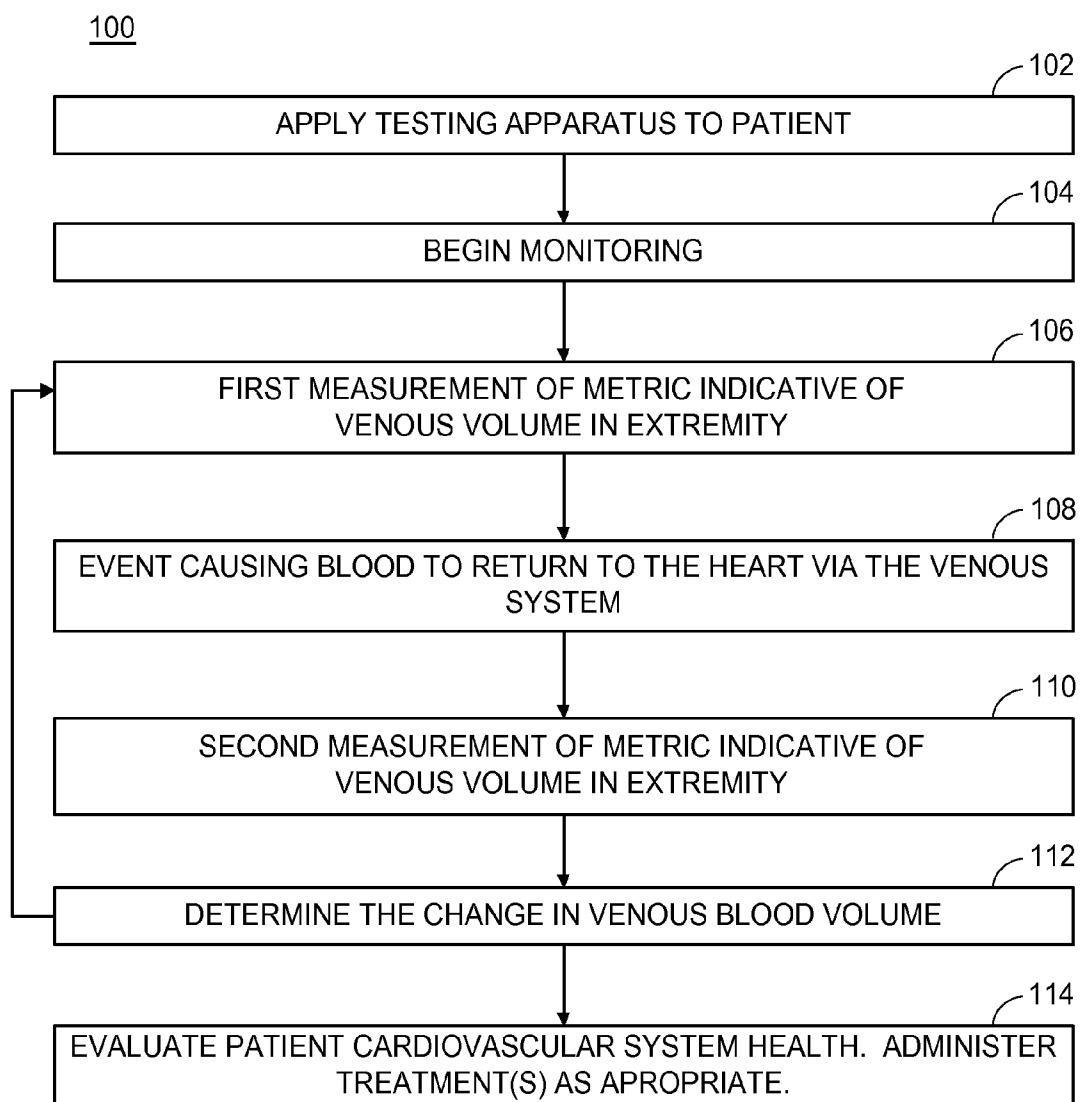 100
102
APPLY TESTING APPARATUS TO PATIENT
104
BEGIN MONITORING
106
FIRST MEASUREMENT OF METRIC INDICATIVE OF
VENOUS VOLUME IN EXTREMITY
108
EVENT CAUSING BLOOD TO RETURN TO THE HEART VIA THE VENOUS
SYSTEM
110
SECOND MEASUREMENT OF METRIC INDICATIVE OF
VENOUS VOLUME IN EXTREMITY
112
DETERMINE THE CHANGE IN VENOUS BLOOD VOLUME
114
EVALUATE PATIENT CARDIOVASCULAR SYSTEM HEALTH. ADMINISTER
TREATMENT(S) AS APROPRIATE.